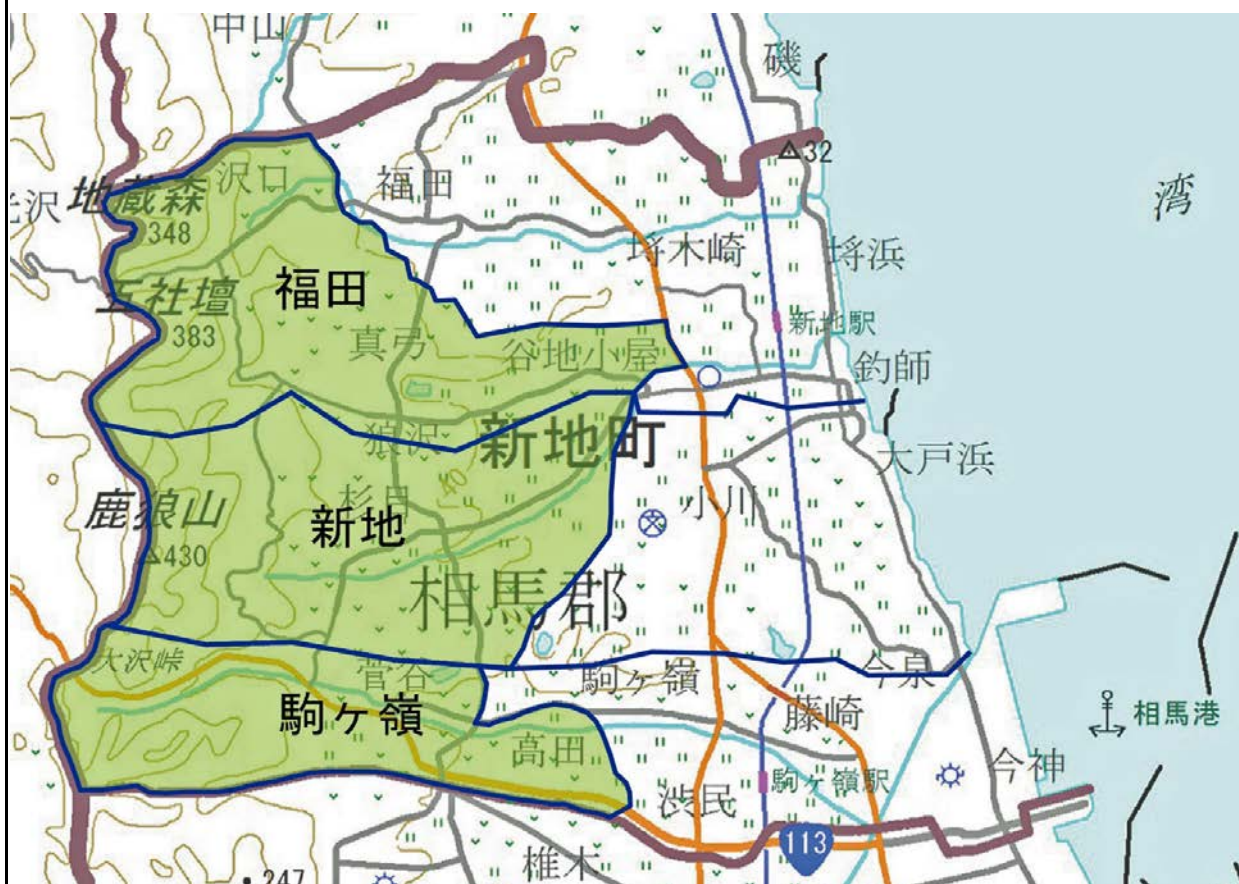 中山
磯
32
湾
沢口
福田
地蔵森
348
埒木崎
埒浜
福田
五社壇
383
新地駅
真弓
谷地小屋
釣師
狼沢
新地町
大戸浜
40
杉目
小川
鹿狼山
新地
430
相馬郡
大沢峠
菅谷
駒ヶ嶺
今泉
駒ヶ嶺
藤崎
相馬港
高田
今神
駒ヶ嶺駅
渋民
113
椎木
247